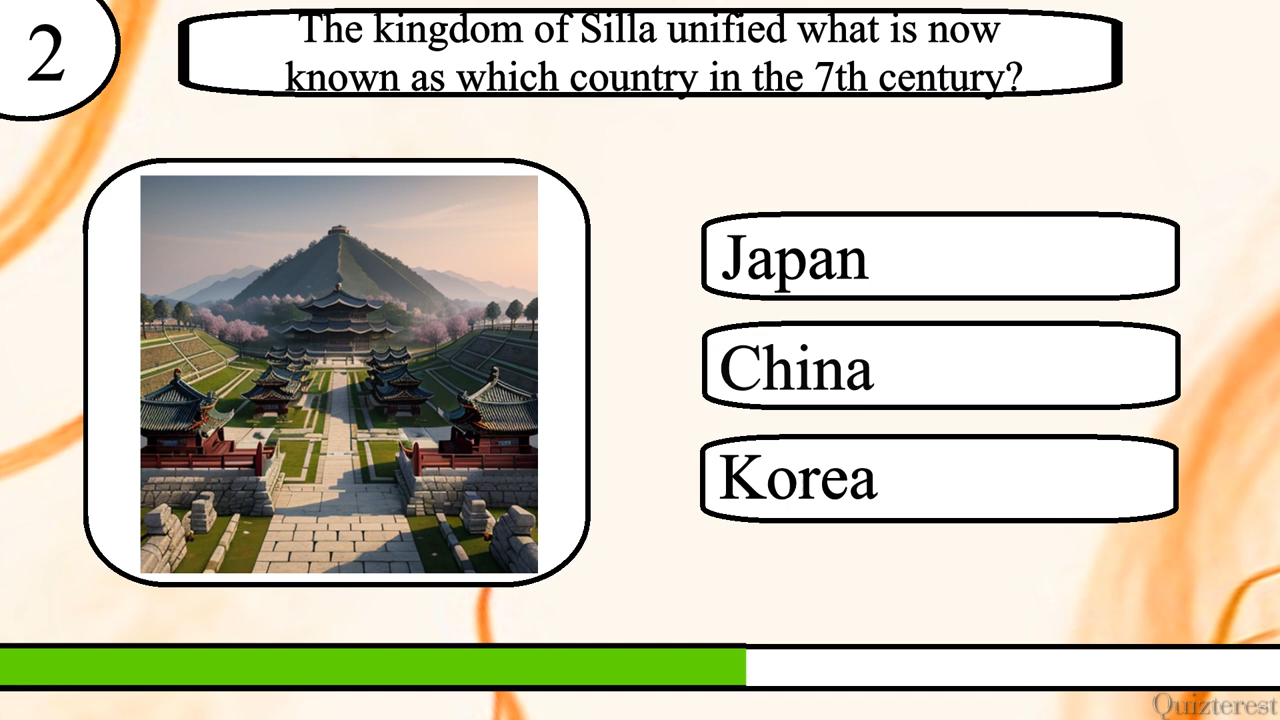 2
The kingdom of Silla unified what is now
known as which country in the 7th century?
Japan
China
Korea
Quizterest